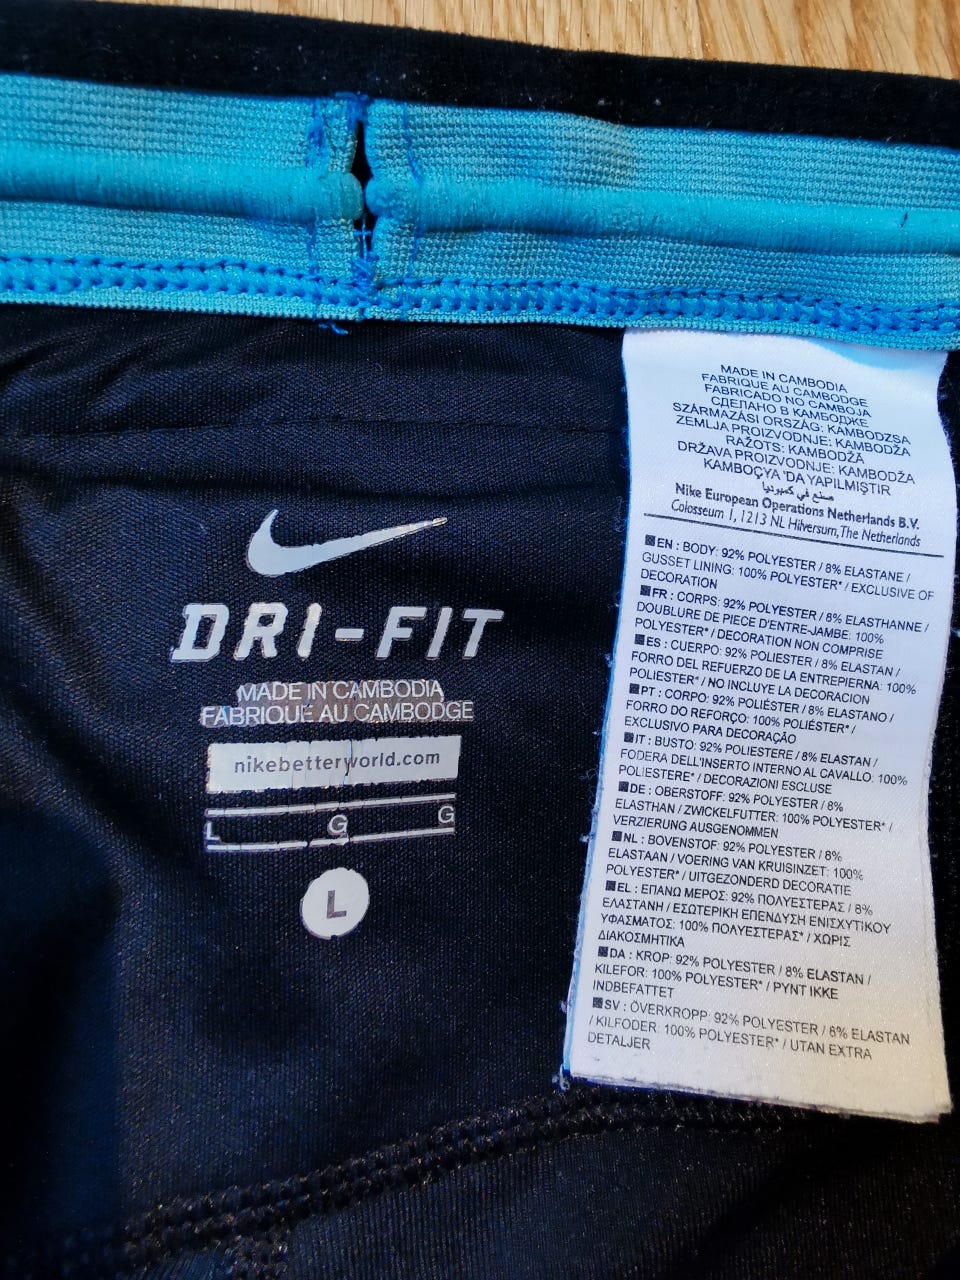 DRI-FIT
MADE IN CAMBODIA
FABRIQUE AU CAMBODGE
nikebetterworld.com
L G G
L
MADE IN CAMBODIA
FABRIQUE AU CAMBODGE
FABRICADO NO CAMBOJA
СДЕЛАНО В КАМБОДЖЕ
SZÁRMAZÁSI ORSZÁG: KAMBODZSA
ZEMLJA PROIZVODNJE: KAMBODŽA
RAŽOTS: KAMBODŽĀ
DRŽAVA PROIZVODNJE: KAMBODŽA
KAMBOÇYA 'DA YAPILMIŞTIR
صنع في كمبوديا
Nike European Operations Netherlands B.V.
Colosseum 1, 1213 NL Hilversum, The Netherlands
EN : BODY: 92% POLYESTER / 8% ELASTANE /
GUSSET LINING: 100% POLYESTER* / EXCLUSIVE OF
DECORATION
FR : CORPS: 92% POLYESTER / 8% ELASTHANNE /
DOUBLURE DE PIECE D'ENTRE-JAMBE: 100%
POLYESTER* / DECORATION NON COMPRISE
ES : CUERPO: 92% POLIESTER / 8% ELASTAN /
FORRO DEL REFUERZO DE LA ENTREPIERNA: 100%
POLIESTER* / NO INCLUYE LA DECORACION
PT : CORPO: 92% POLIÉSTER / 8% ELASTANO /
FORRO DO REFORÇO: 100% POLIÉSTER* /
EXCLUSIVO PARA DECORAÇÃO
IT : BUSTO: 92% POLIESTERE / 8% ELASTAN /
FODERA DELL'INSERTO INTERNO AL CAVALLO: 100%
POLIESTERE* / DECORAZIONI ESCLUSE
DE : OBERSTOFF: 92% POLYESTER / 8%
ELASTHAN / ZWICKELFUTTER: 100% POLYESTER* /
VERZIERUNG AUSGENOMMEN
NL : BOVENSTOF: 92% POLYESTER / 8%
ELASTAAN / VOERING VAN KRUISINZET: 100%
POLYESTER* / UITGEZONDERD DECORATIE
EL : ΕΠΑΝΩ ΜΕΡΟΣ: 92% ΠΟΛΥΕΣΤΕΡΑΣ / 8%
ΕΛΑΣΤΑΝΗ / ΕΣΩΤΕΡΙΚΗ ΕΠΕΝΔΥΣΗ ΕΝΙΣΧΥΤΙΚΟΥ
ΥΦΑΣΜΑΤΟΣ: 100% ΠΟΛΥΕΣΤΕΡΑΣ* / ΧΩΡΙΣ
ΔΙΑΚΟΣΜΗΤΙΚΑ
DA : KROP: 92% POLYESTER / 8% ELASTAN /
KILEFOR: 100% POLYESTER* / PYNT IKKE
INDBEFATTET
SV : ÖVERKROPP: 92% POLYESTER / 8% ELASTAN
/ KILFODER: 100% POLYESTER* / UTAN EXTRA
DETALJER